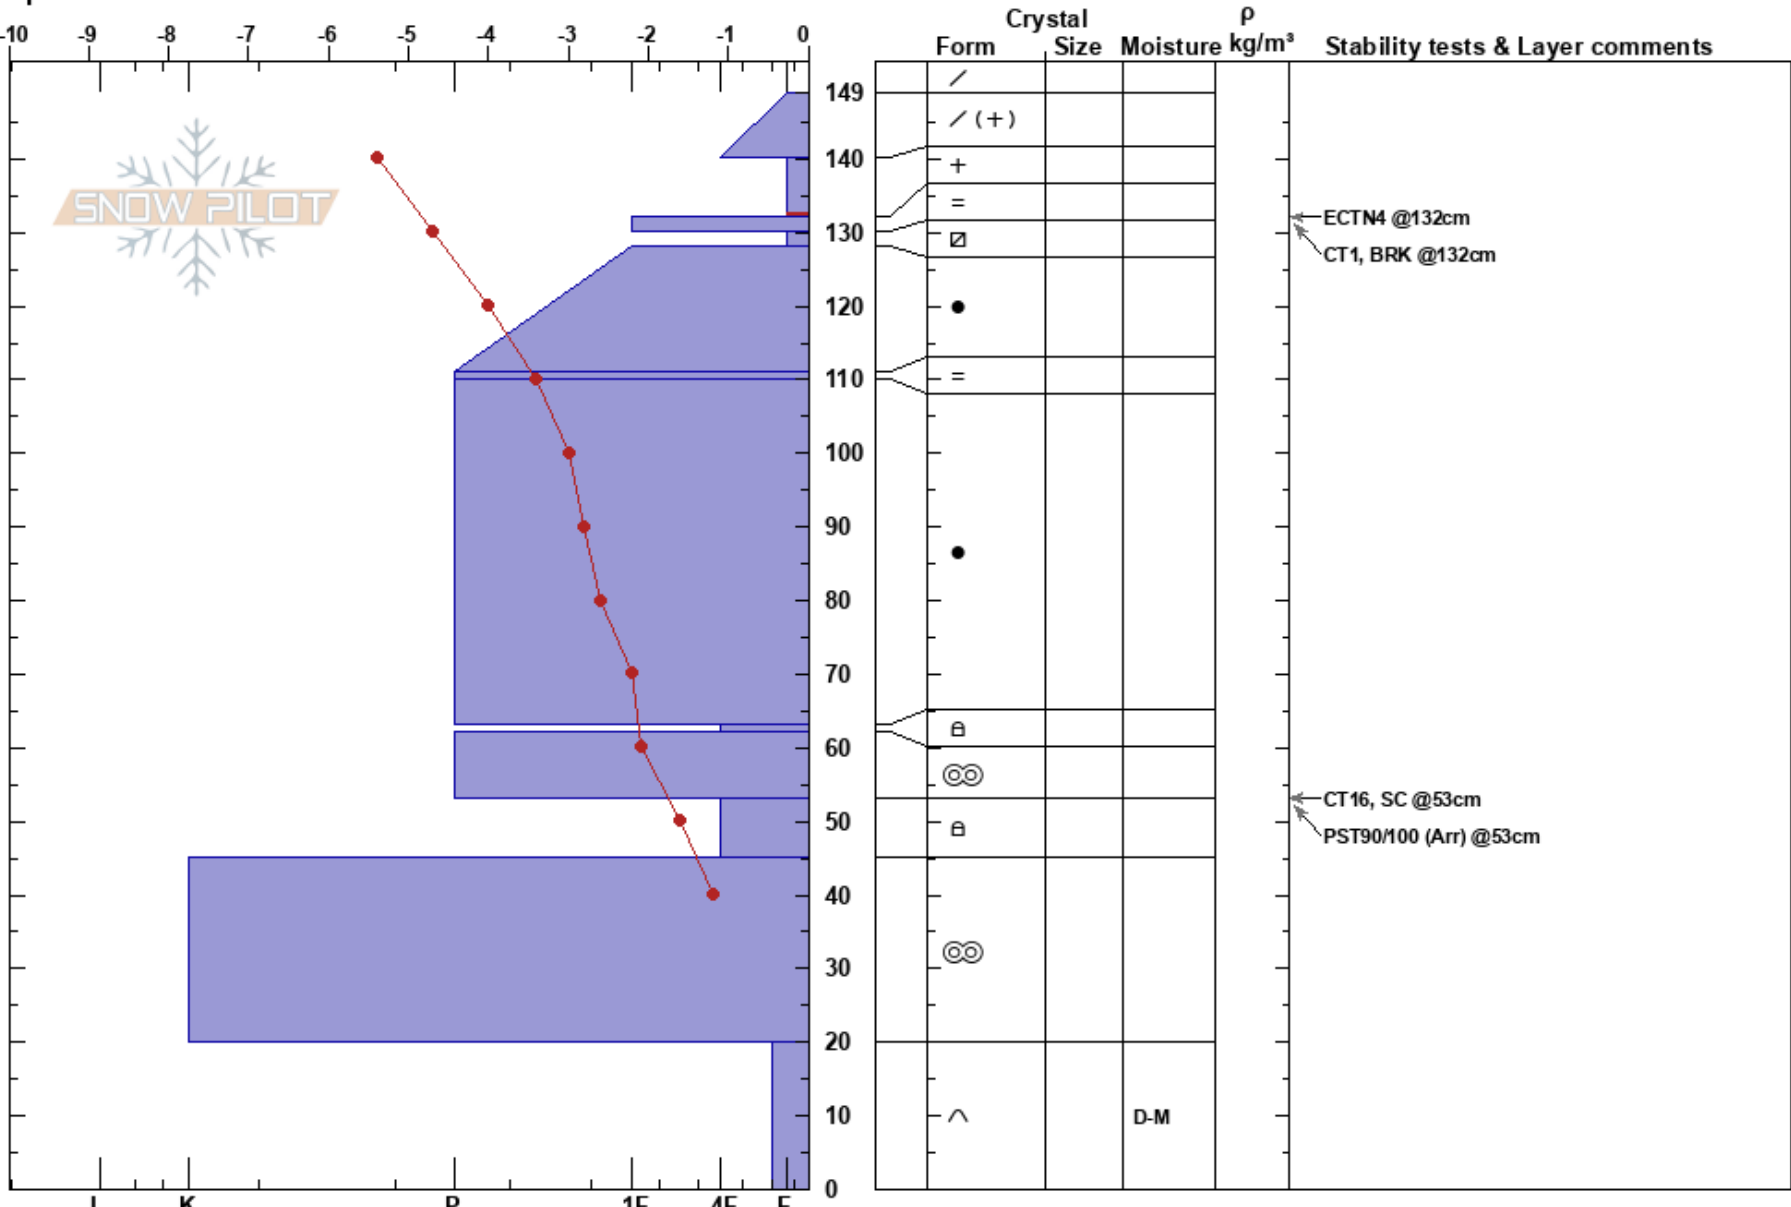 Crystal ρ
-10 -9 -8 -7 -6 -5 -4 -3 -2 -1 0 Form Size Moisture kg/m³ Stability tests & Layer comments
149 /
/ (+)
140 +
SNOW PILOT
=
ECTN4 @132cm
130
CT1, BRK @132cm
120
110 =
100
90
80
70
60
CT16, SC @53cm
50
PST90/100 (Arr) @53cm
40
30
20
10 D-M
0
I K P 1F 4F F